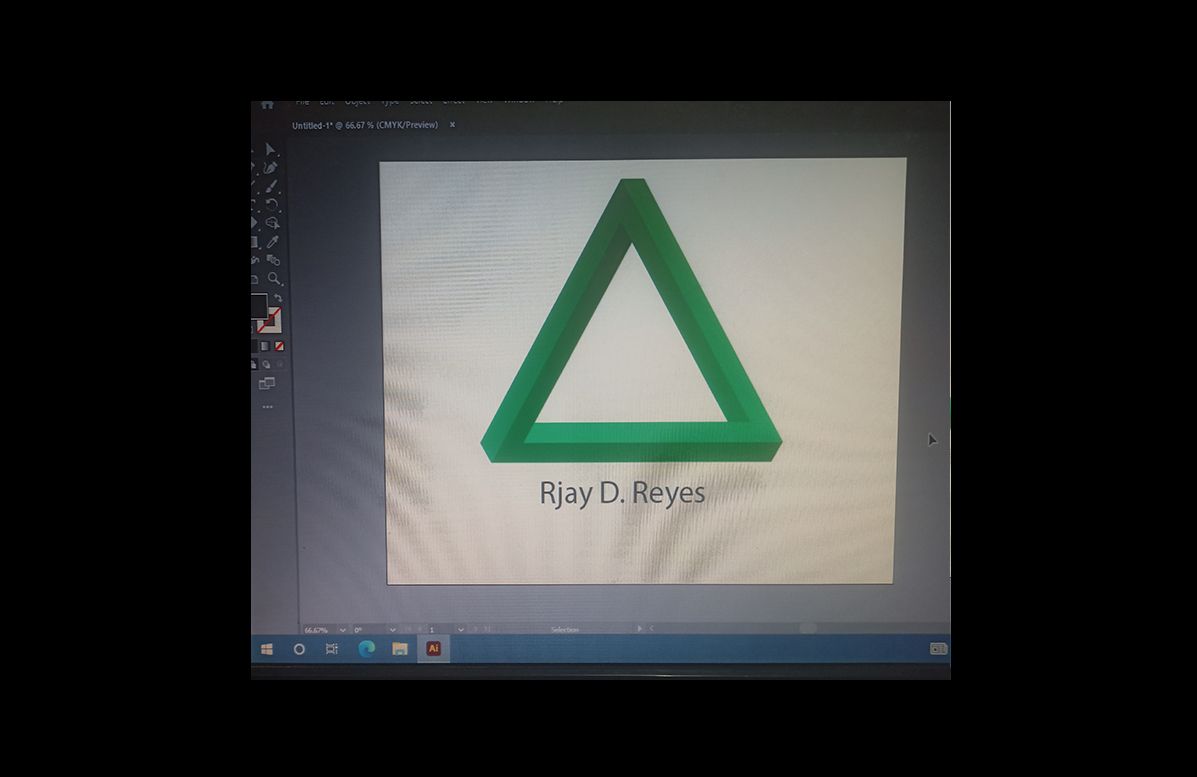 File Edit Object Type Select Effect View Window Help
Untitled-1* @ 66.67 % (CMYK/Preview) x
Rjay D. Reyes
66.67% 0° 1 Selection
Ai